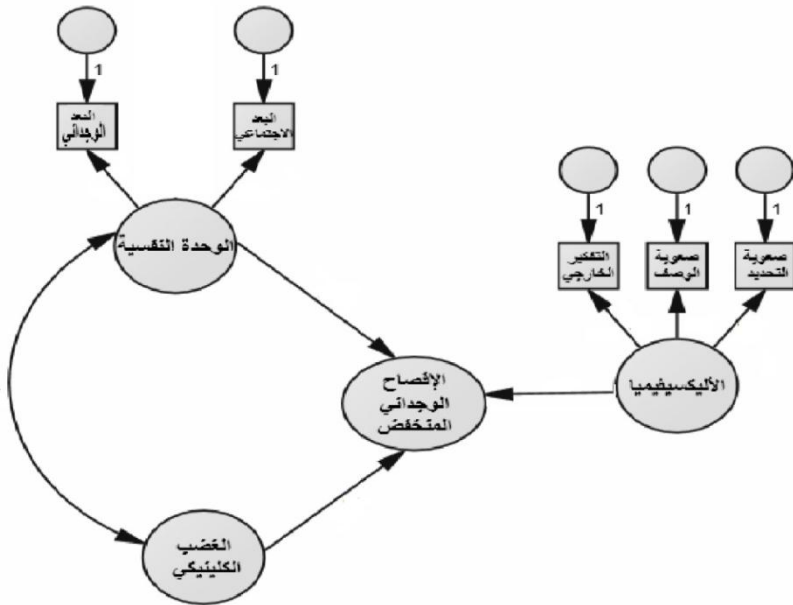 1
1
البعد
الوجداني
البعد
الاجتماعي
الوحدة النفسية
1
1
1
التفكير
الخارجي
صعوبة
الوصف
صعوبة
التحديد
الأليكسيثيميا
الإفصاح
الوجداني
المنخفض
الغضب
الكلينيكي